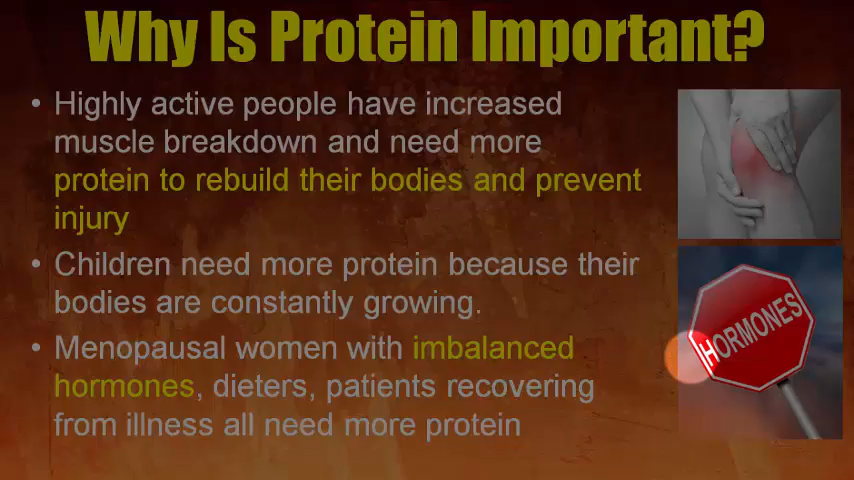 Why Is Protein Important?
• Highly active people have increased
muscle breakdown and need more
protein to rebuild their bodies and prevent
injury
• Children need more protein because their
bodies are constantly growing.
• Menopausal women with imbalanced
hormones, dieters, patients recovering
from illness all need more protein
HORMONES